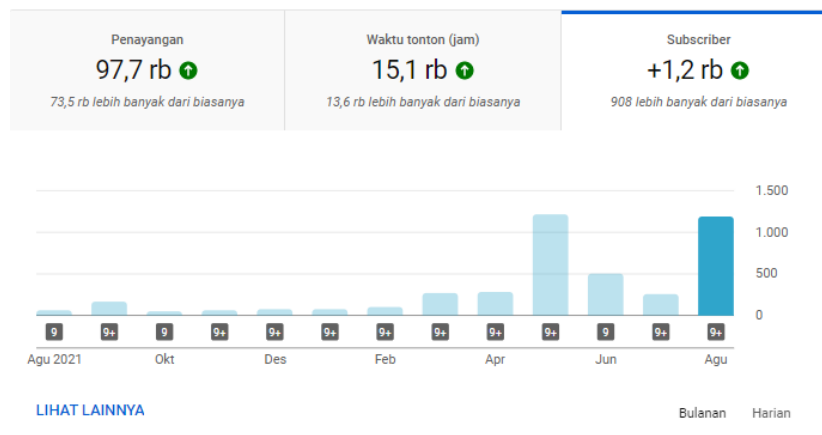 Penayangan
97,7 rb
73,5 rb lebih banyak dari biasanya
Waktu tonton (jam)
15,1 rb
13,6 rb lebih banyak dari biasanya
Subscriber
+1,2 rb
908 lebih banyak dari biasanya
1.500
1.000
500
0
9 9+ 9 9+ 9+ 9+ 9+ 9+ 9+ 9+ 9 9+ 9+
Agu 2021 Okt Des Feb Apr Jun Agu
LIHAT LAINNYA
Bulanan Harian